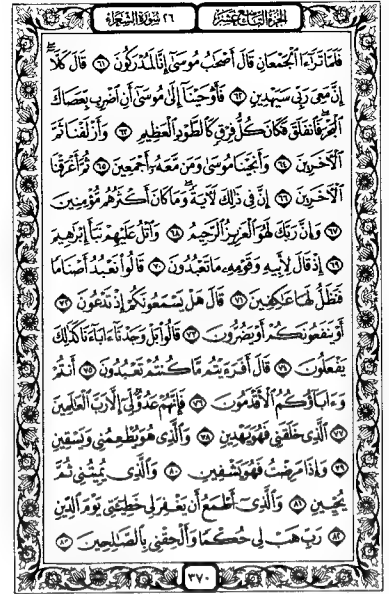 الجزء التاسع عشر
٢٦ سورة الشعراء
فَلَمَّا تَرَٰٓءَا ٱلْجَمْعَانِ قَالَ أَصْحَٰبُ مُوسَىٰٓ إِنَّا لَمُدْرَكُونَ ٦١ قَالَ كَلَّآ
إِنَّ مَعِىَ رَبِّى سَيَهْدِينِ ٦٢ فَأَوْحَيْنَآ إِلَىٰ مُوسَىٰٓ أَنِ ٱضْرِب بِّعَصَاكَ
ٱلْبَحْرَ فَٱنفَلَقَ فَكَانَ كُلُّ فِرْقٍ كَٱلطَّوْدِ ٱلْعَظِيمِ ٦٣ وَأَزْلَفْنَا ثَمَّ
ٱلْءَاخَرِينَ ٦٤ وَأَنجَيْنَا مُوسَىٰ وَمَن مَّعَهُۥٓ أَجْمَعِينَ ٦٥ ثُمَّ أَغْرَقْنَا
ٱلْءَاخَرِينَ ٦٦ إِنَّ فِى ذَٰلِكَ لَءَايَةً وَمَا كَانَ أَكْثَرُهُم مُّؤْمِنِينَ
٦٧ وَإِنَّ رَبَّكَ لَهُوَ ٱلْعَزِيزُ ٱلرَّحِيمُ ٦٨ وَٱتْلُ عَلَيْهِمْ نَبَأَ إِبْرَٰهِيمَ
٦٩ إِذْ قَالَ لِأَبِيهِ وَقَوْمِهِۦ مَا تَعْبُدُونَ ٧٠ قَالُوا۟ نَعْبُدُ أَصْنَامًا
فَنَظَلُّ لَهَا عَٰكِفِينَ ٧١ قَالَ هَلْ يَسْمَعُونَكُمْ إِذْ تَدْعُونَ ٧٢
أَوْ يَنفَعُونَكُمْ أَوْ يَضُرُّونَ ٧٣ قَالُوا۟ بَلْ وَجَدْنَآ ءَابَآءَنَا كَذَٰلِكَ
يَفْعَلُونَ ٧٤ قَالَ أَفَرَءَيْتُم مَّا كُنتُمْ تَعْبُدُونَ ٧٥ أَنتُمْ
وَءَابَآؤُكُمُ ٱلْأَقْدَمُونَ ٧٦ فَإِنَّهُمْ عَدُوٌّ لِّىٓ إِلَّا رَبَّ ٱلْعَٰلَمِينَ
٧٧ ٱلَّذِى خَلَقَنِى فَهُوَ يَهْدِينِ ٧٨ وَٱلَّذِى هُوَ يُطْعِمُنِى وَيَسْقِينِ
٧٩ وَإِذَا مَرِضْتُ فَهُوَ يَشْفِينِ ٨٠ وَٱلَّذِى يُمِيتُنِى ثُمَّ
يُحْيِينِ ٨١ وَٱلَّذِىٓ أَطْمَعُ أَن يَغْفِرَ لِى خَطِيٓـَٔتِى يَوْمَ ٱلدِّينِ
٨٢ رَبِّ هَبْ لِى حُكْمًا وَأَلْحِقْنِى بِٱلصَّٰلِحِينَ ٨٣
٣٧٠